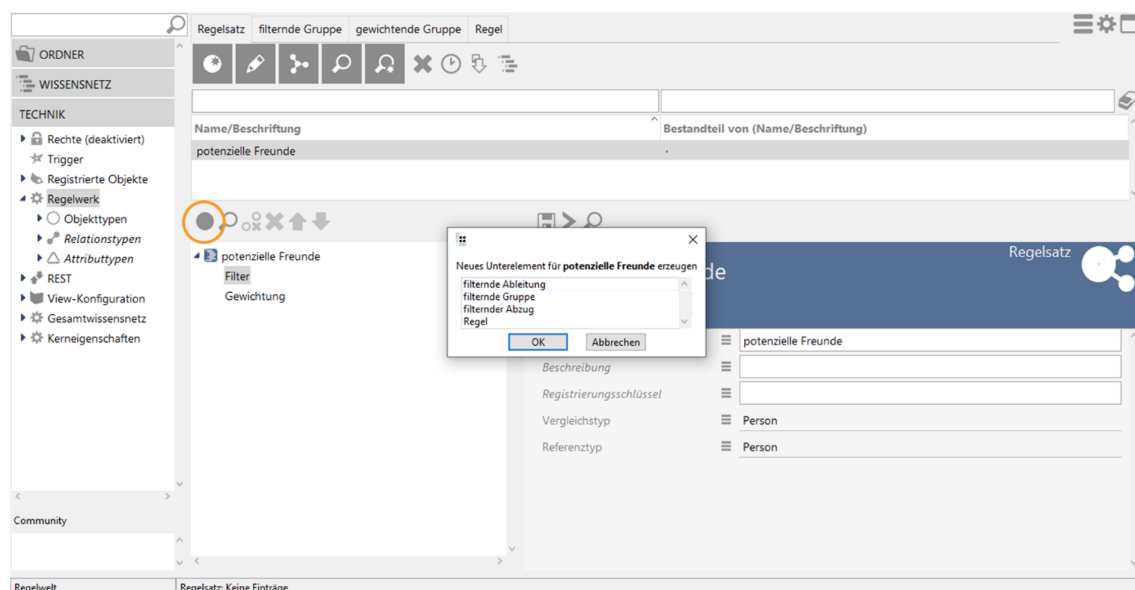 Regelsatz filternde Gruppe gewichtende Gruppe Regel
ORDNER
WISSENSNETZ
TECHNIK
Rechte (deaktiviert)
Trigger
Registrierte Objekte
Regelwerk
Objekttypen
Relationstypen
Attributtypen
REST
View-Konfiguration
Gesamtwissensnetz
Kerneigenschaften
Community
Name/Beschriftung Bestandteil von (Name/Beschriftung)
potenzielle Freunde
potenzielle Freunde
Filter
Gewichtung
Neues Unterelement für potenzielle Freunde erzeugen
filternde Ableitung
filternde Gruppe
filternder Abzug
Regel
OK Abbrechen
Regelsatz
de
potenzielle Freunde
Beschreibung
Registrierungsschlüssel
Vergleichstyp Person
Referenztyp Person
Regelwelt Regelsatz: Keine Einträge